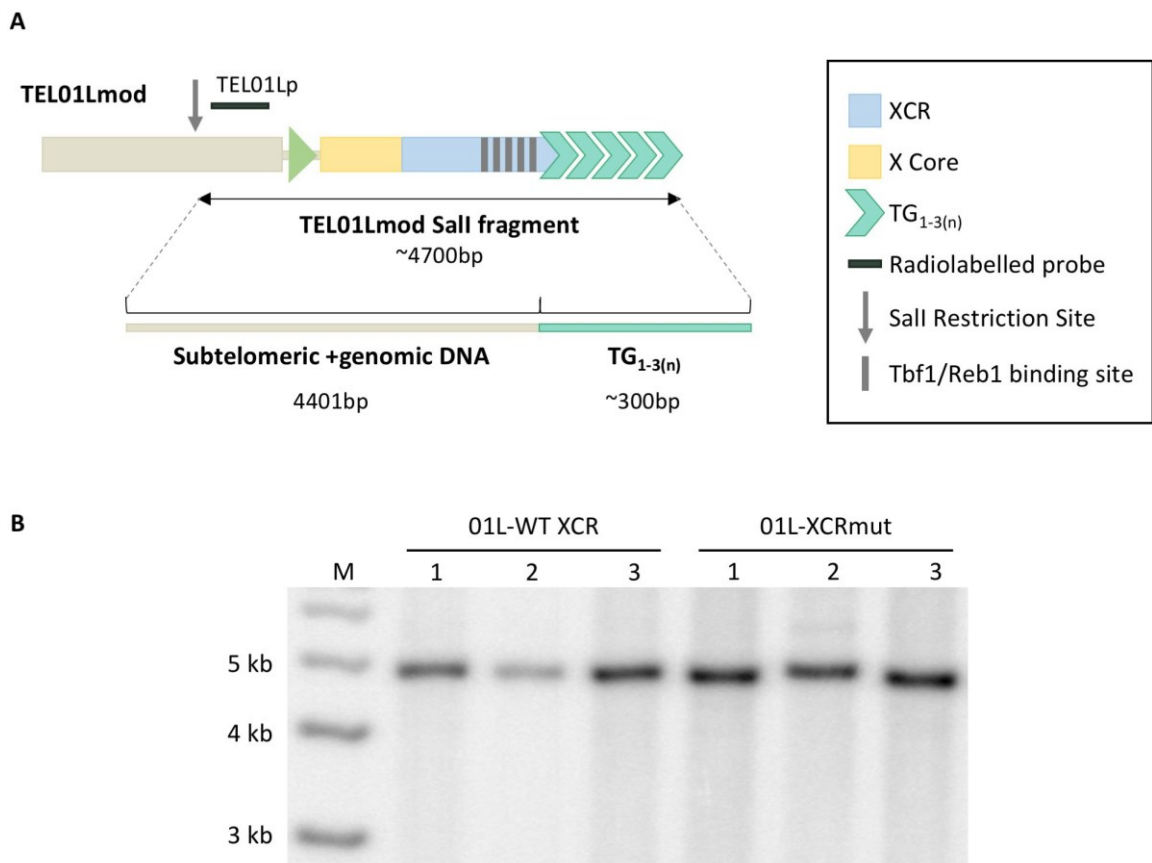 A
TEL01Lmod
TEL01Lp
TEL01Lmod SalI fragment
~4700bp
Subtelomeric +genomic DNA
TG1-3(n)
4401bp
~300bp
XCR
X Core
TG1-3(n)
Radiolabelled probe
SalI Restriction Site
Tbf1/Reb1 binding site
B
01L-WT XCR
01L-XCRmut
M 1 2 3 1 2 3
5 kb
4 kb
3 kb